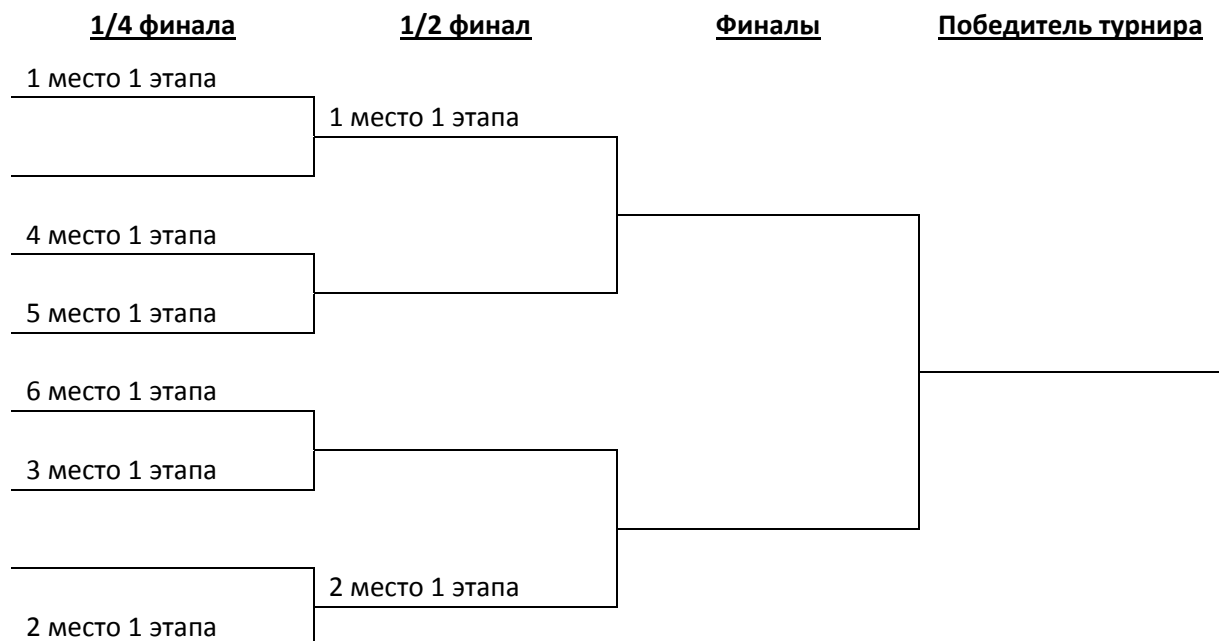 1/4 финала 1/2 финал Финалы Победитель турнира
1 место 1 этапа
1 место 1 этапа
4 место 1 этапа
5 место 1 этапа
6 место 1 этапа
3 место 1 этапа
2 место 1 этапа
2 место 1 этапа